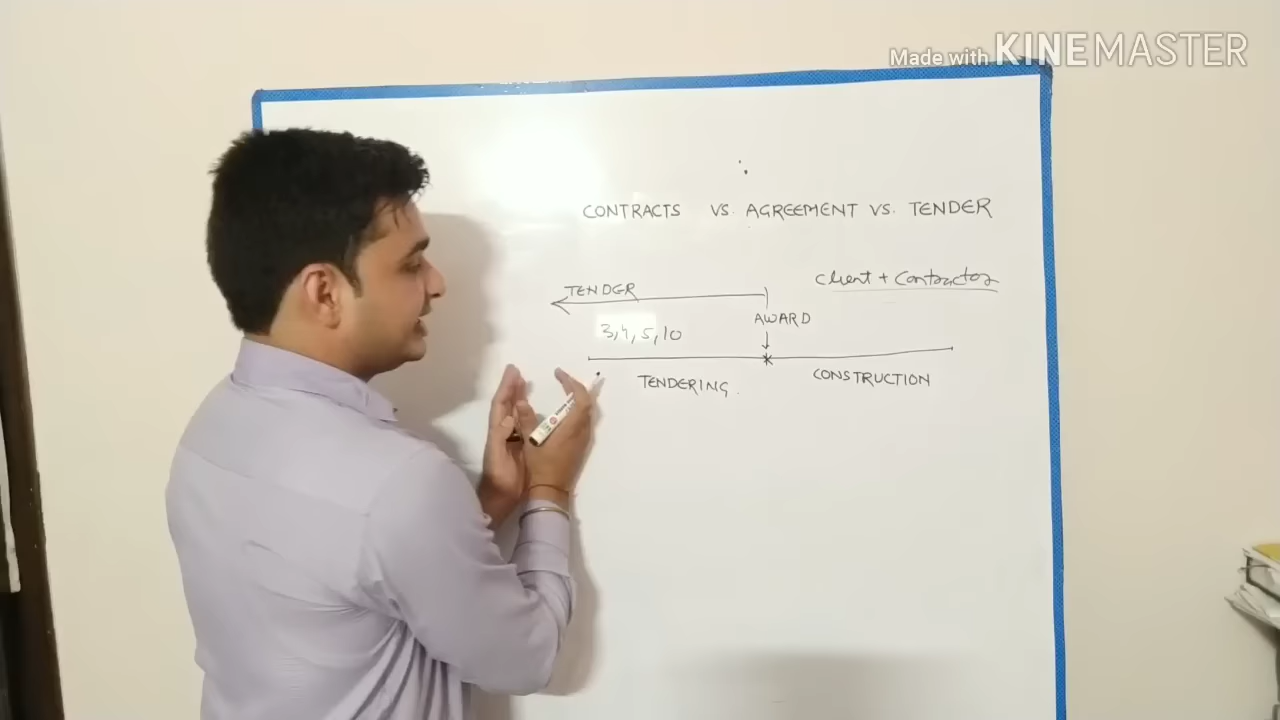 Made with KINEMASTER
CONTRACTS VS. AGREEMENT VS. TENDER
client + Contractor
TENDER
AWARD
3,4,5,10
TENDERING
CONSTRUCTION